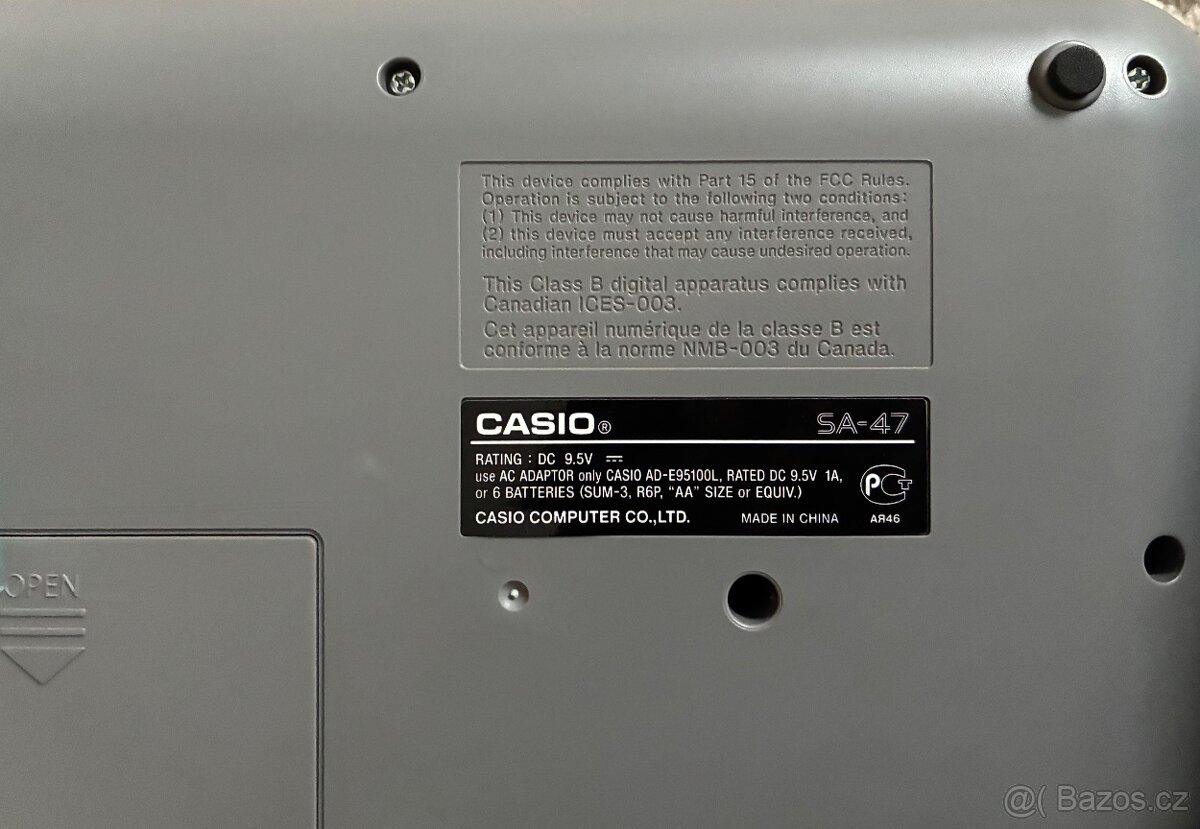 This device complies with Part 15 of the FCC Rules.
Operation is subject to the following two conditions:
(1) This device may not cause harmful interference, and
(2) this device must accept any interference received,
including interference that may cause undesired operation.
This Class B digital apparatus complies with
Canadian ICES-003.
Cet appareil numérique de la classe B est
conforme à la norme NMB-003 du Canada.
CASIO® SA-47
RATING : DC 9.5V ⎓
use AC ADAPTOR only CASIO AD-E95100L, RATED DC 9.5V 1A,
or 6 BATTERIES (SUM-3, R6P, “AA” SIZE or EQUIV.)
PCT
CASIO COMPUTER CO.,LTD. MADE IN CHINA АЯ46
OPEN
@( Bazos.cz